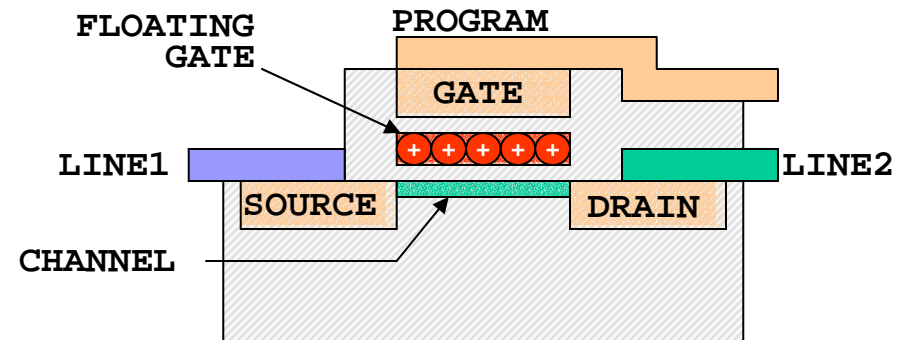 FLOATING
GATE
PROGRAM
GATE
+ + + + +
LINE1
LINE2
SOURCE
DRAIN
CHANNEL